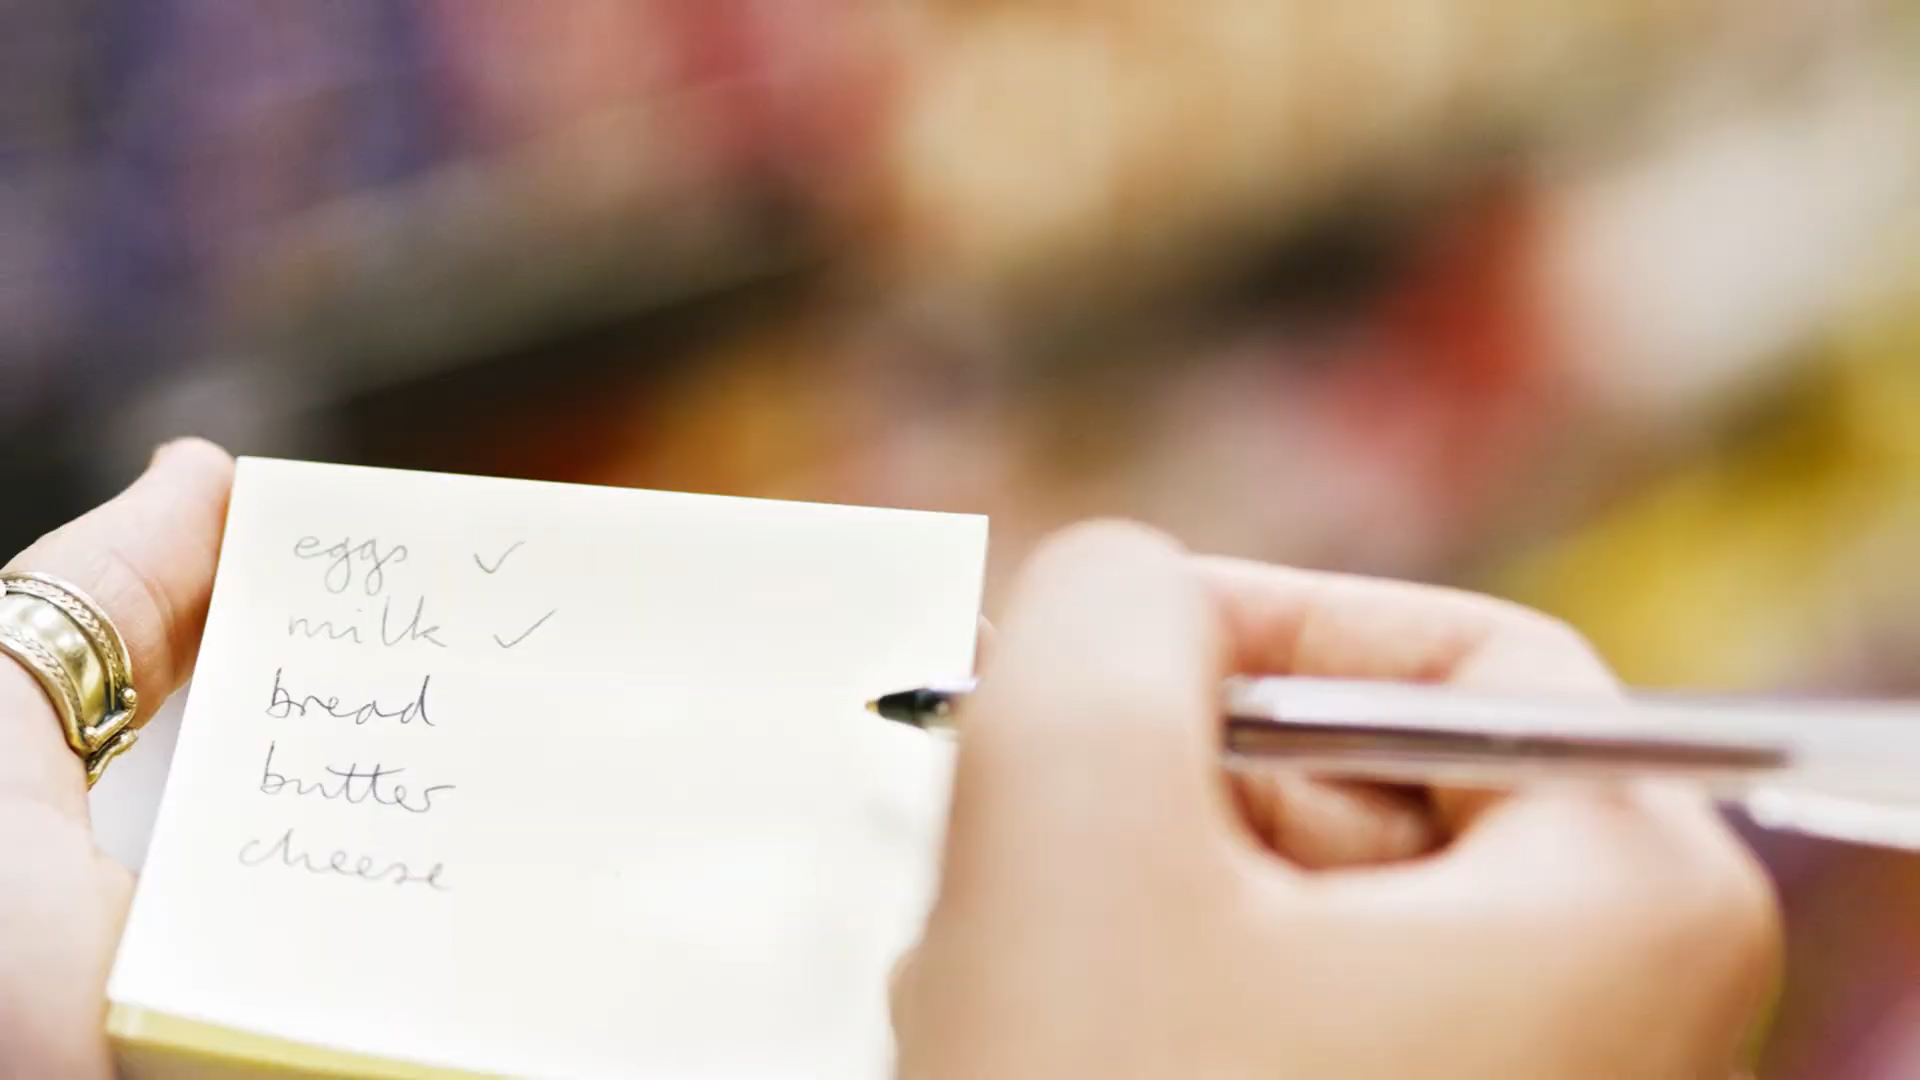 eggs ✓
milk ✓
bread
butter
cheese